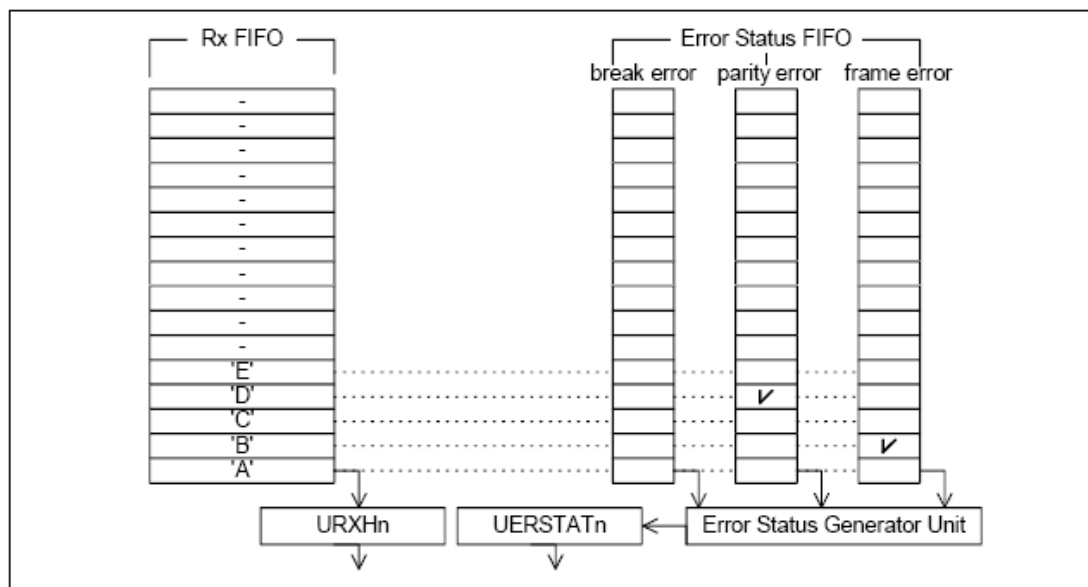 Rx FIFO
Error Status FIFO
break error parity error frame error
-
-
-
-
-
-
-
-
-
-
-
'E'
'D'
'C'
'B'
'A'
URXHn
UERSTATn
Error Status Generator Unit